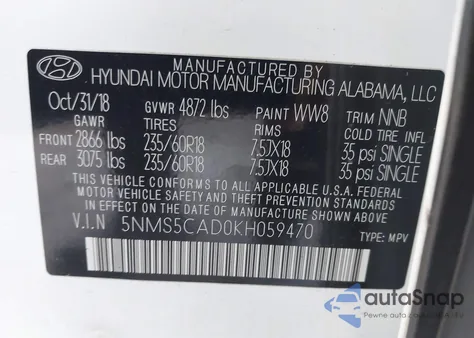 MANUFACTURED BY
HYUNDAI MOTOR MANUFACTURING ALABAMA, LLC
Oct/31/18 GVWR 4872 lbs PAINT WW8 TRIM NNB
GAWR TIRES RIMS COLD TIRE INFL
FRONT 2866 lbs 235/60R18 7.5JX18 35 psi SINGLE
REAR 3075 lbs 235/60R18 7.5JX18 35 psi SINGLE
THIS VEHICLE CONFORMS TO ALL APPLICABLE U.S. FEDERAL
MOTOR VEHICLE SAFETY AND THEFT PREVENTION STANDARDS
IN EFFECT ON THE DATE OF MANUFACTURE SHOWN ABOVE.
V.I.N 5NMS5CAD0KH059470
TYPE: MPV
autoSnap
Pewne auto z